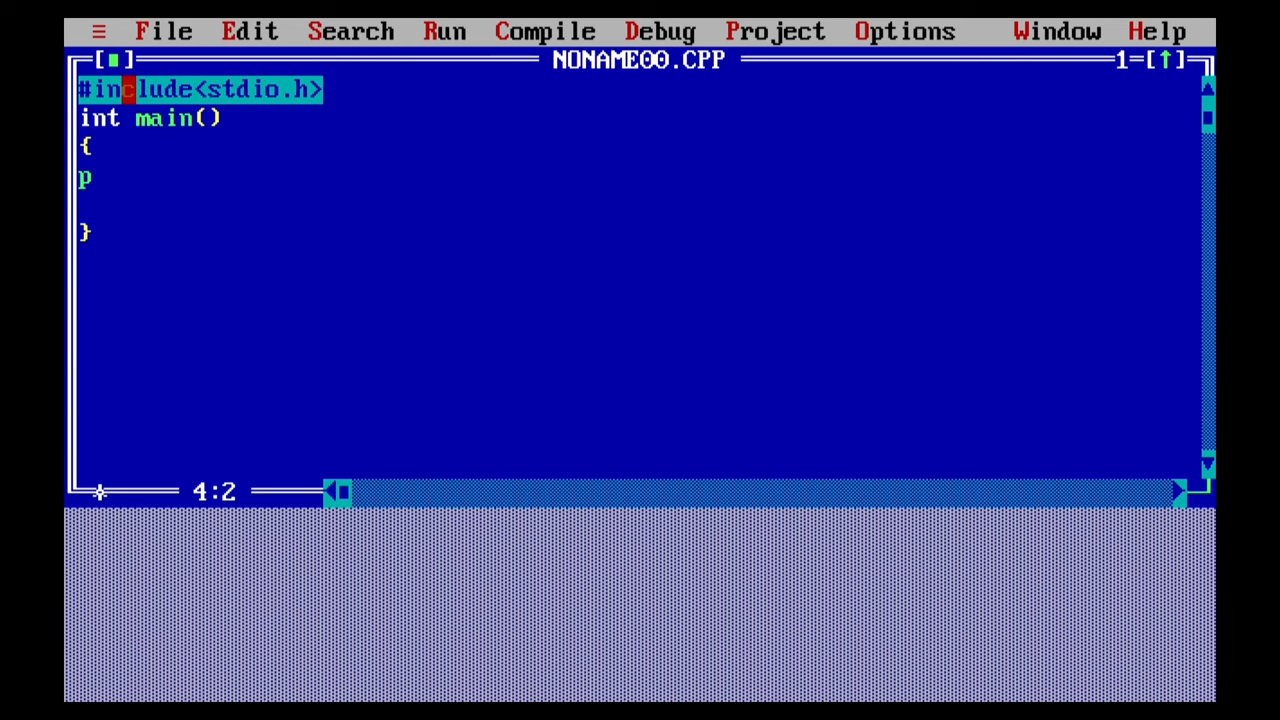 ≡ File Edit Search Run Compile Debug Project Options Window Help
[■] NONAME00.CPP 1=[↑]
#include<stdio.h>
int main()
{
p
}
4:2